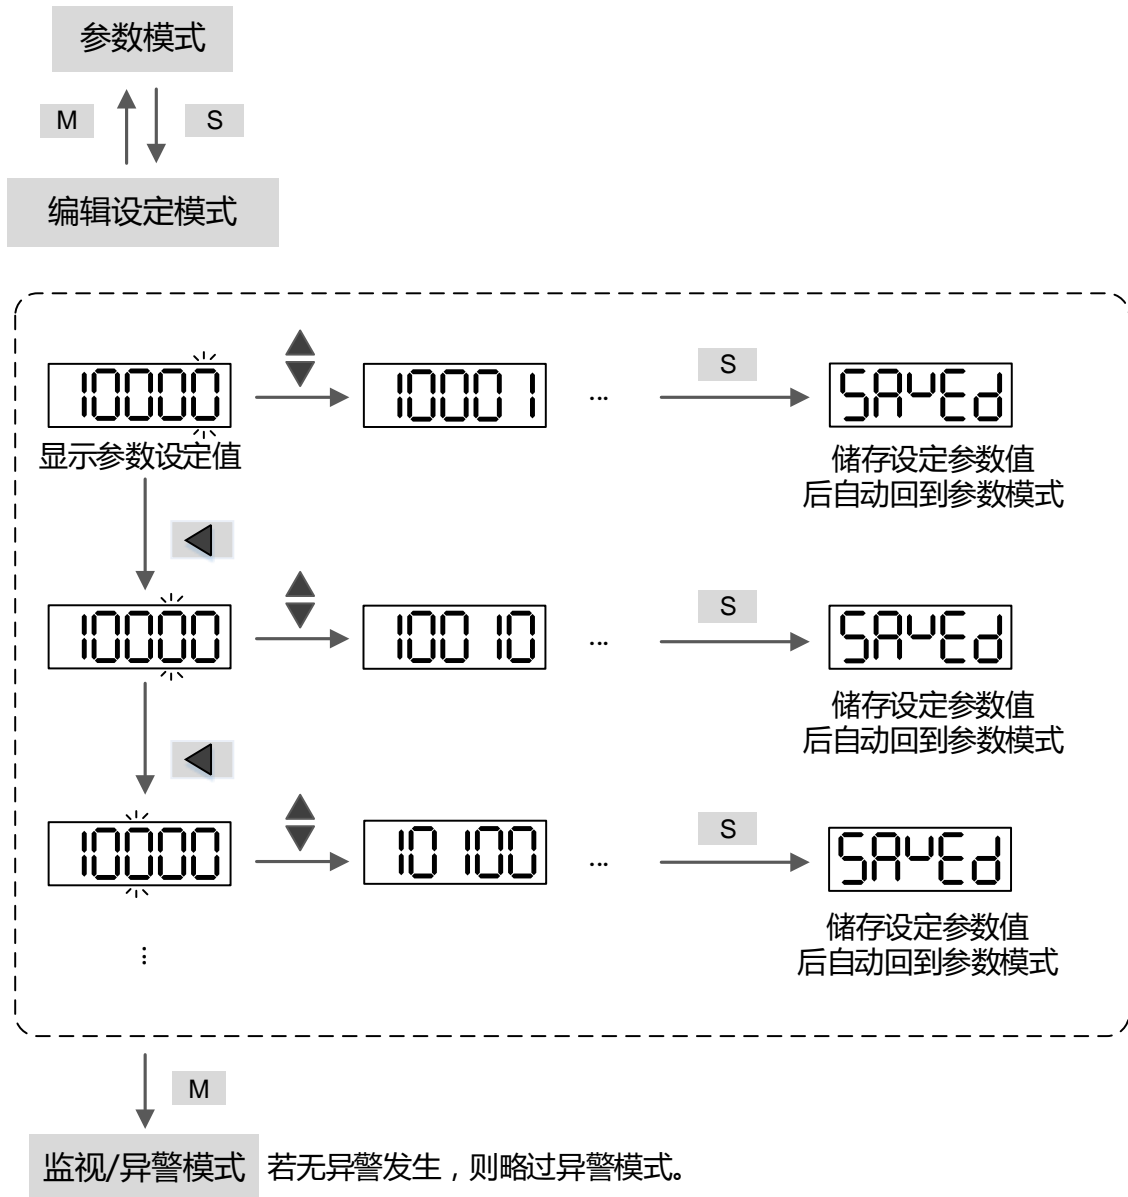 参数模式
M
S
编辑设定模式
10000
10001
...
S
SAvEd
显示参数设定值
储存设定参数值
后自动回到参数模式
10000
10010
...
S
SAvEd
储存设定参数值
后自动回到参数模式
10000
10100
...
S
SAvEd
储存设定参数值
后自动回到参数模式
...
M
监视/异警模式 若无异警发生，则略过异警模式。